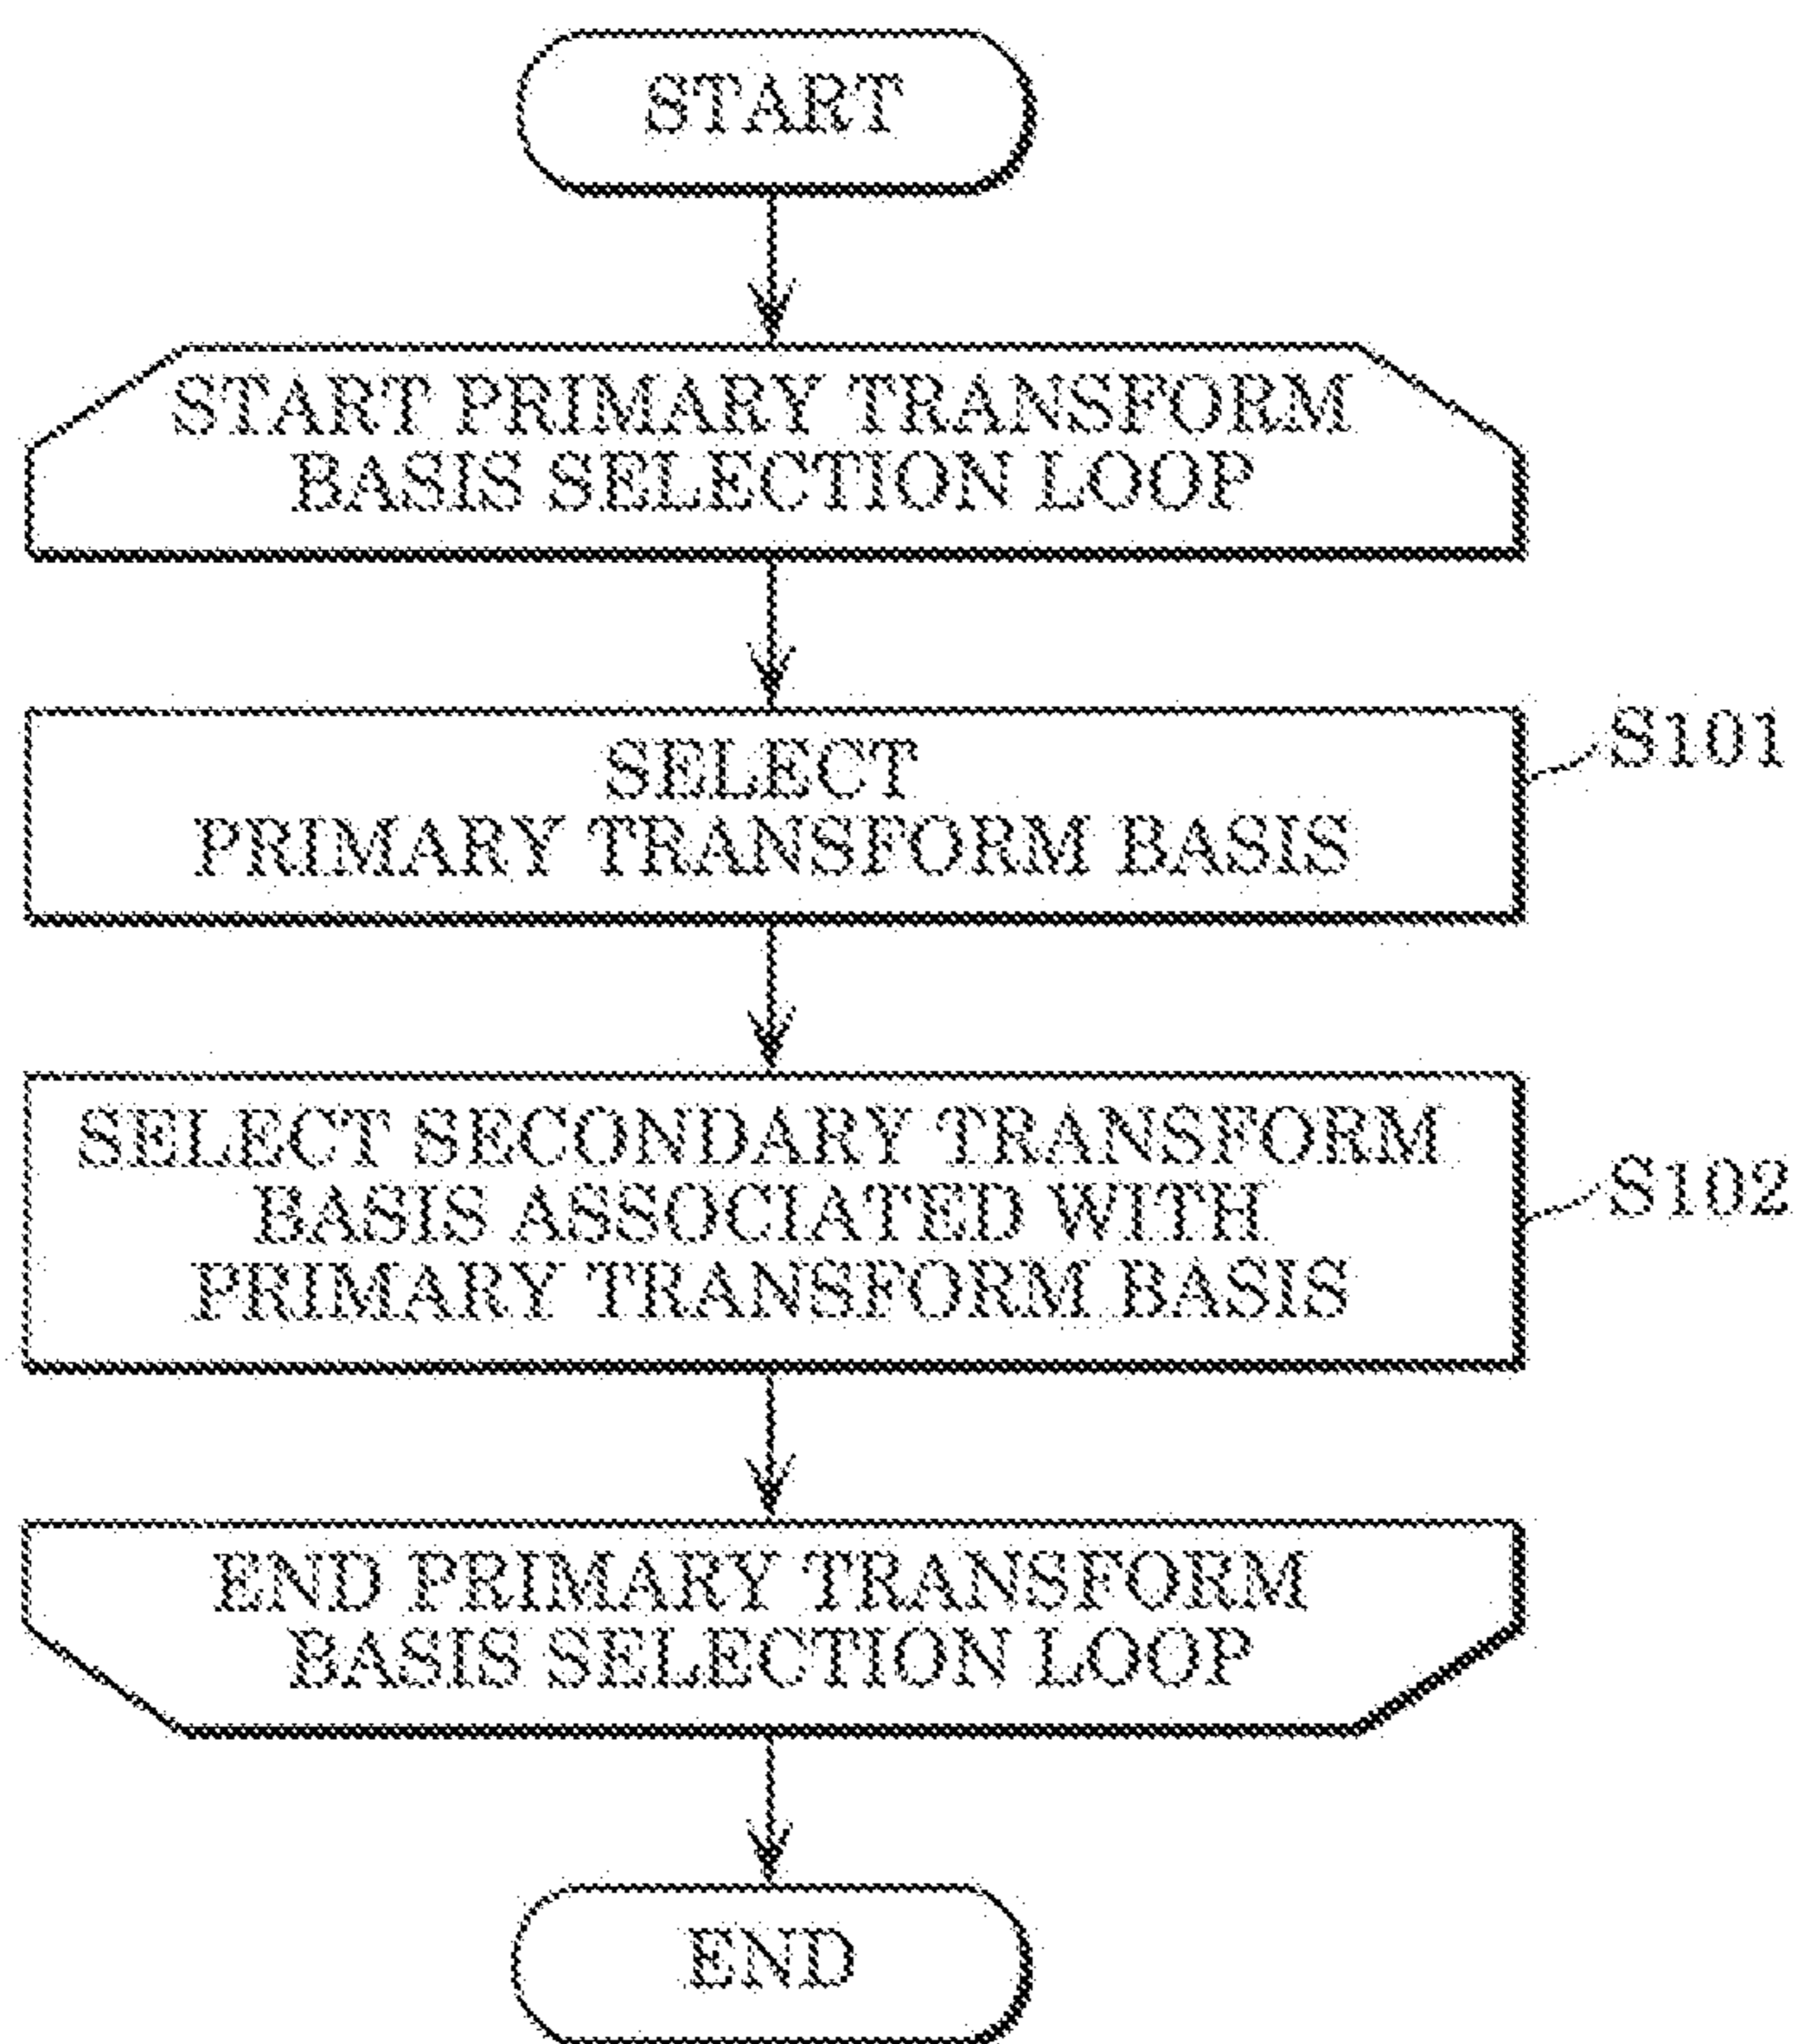 START
START PRIMARY TRANSFORM
BASIS SELECTION LOOP
SELECT
PRIMARY TRANSFORM BASIS
S101
SELECT SECONDARY TRANSFORM
BASIS ASSOCIATED WITH
PRIMARY TRANSFORM BASIS
S102
END PRIMARY TRANSFORM
BASIS SELECTION LOOP
END